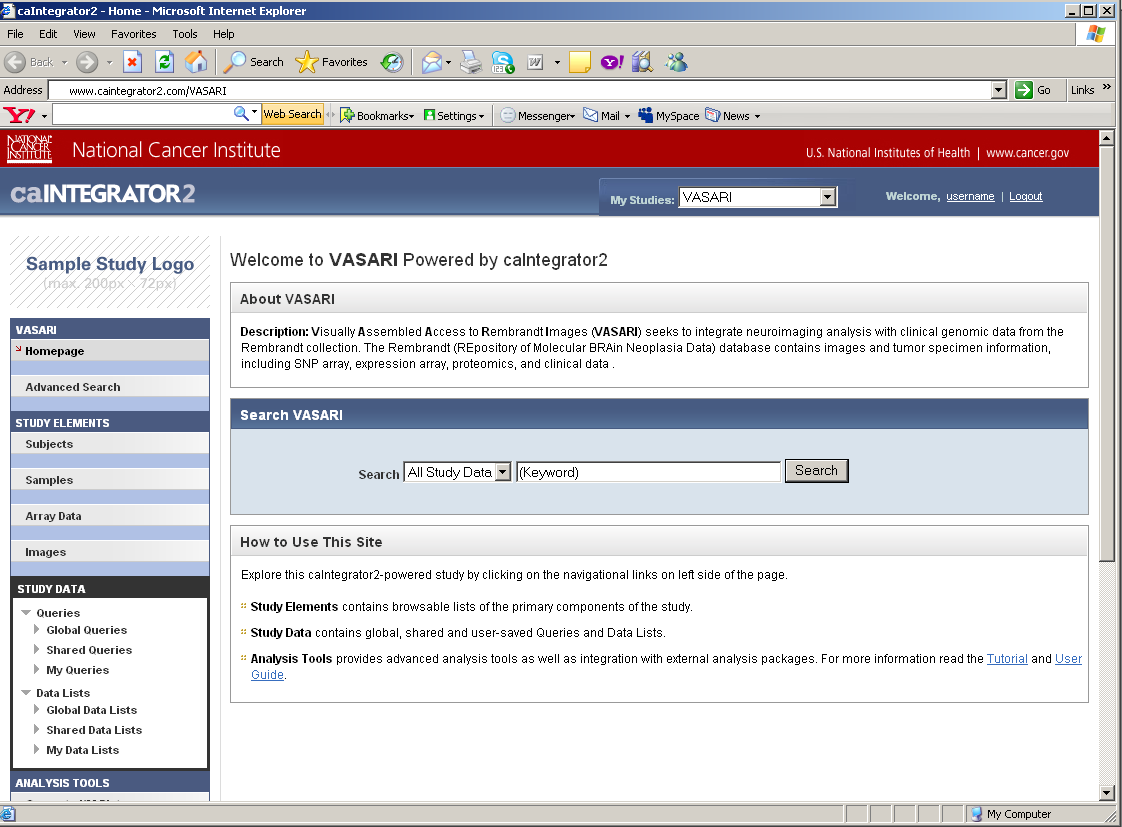 caIntegrator2 - Home - Microsoft Internet Explorer
File Edit View Favorites Tools Help
Back Search Favorites W
Address www.caintegrator2.com/VASARI Go Links »
Y! Web Search Bookmarks Settings Messenger Mail MySpace News
NATIONAL CANCER INSTITUTE National Cancer Institute U.S. National Institutes of Health | www.cancer.gov
caINTEGRATOR2 My Studies: VASARI Welcome, username | Logout
Sample Study Logo
(max. 200px × 72px)
VASARI
Homepage
Advanced Search
STUDY ELEMENTS
Subjects
Samples
Array Data
Images
STUDY DATA
Queries
Global Queries
Shared Queries
My Queries
Data Lists
Global Data Lists
Shared Data Lists
My Data Lists
ANALYSIS TOOLS
Welcome to VASARI Powered by caIntegrator2
About VASARI
Description: Visually Assembled Access to Rembrandt Images (VASARI) seeks to integrate neuroimaging analysis with clinical genomic data from the
Rembrandt collection. The Rembrandt (REpository of Molecular BRAin Neoplasia Data) database contains images and tumor specimen information,
including SNP array, expression array, proteomics, and clinical data .
Search VASARI
Search All Study Data (Keyword) Search
How to Use This Site
Explore this caIntegrator2-powered study by clicking on the navigational links on left side of the page.
Study Elements contains browsable lists of the primary components of the study.
Study Data contains global, shared and user-saved Queries and Data Lists.
Analysis Tools provides advanced analysis tools as well as integration with external analysis packages. For more information read the Tutorial and User
Guide.
My Computer